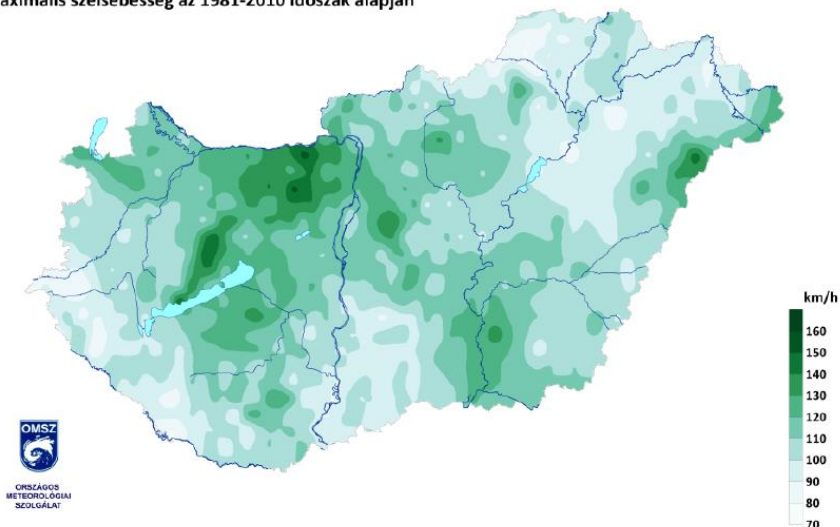 aximális szélsebesség az 1981-2010 időszak alapján
km/h
160
150
140
130
120
110
100
90
80
70
OMSZ
ORSZÁGOS
METEOROLÓGIAI
SZOLGÁLAT